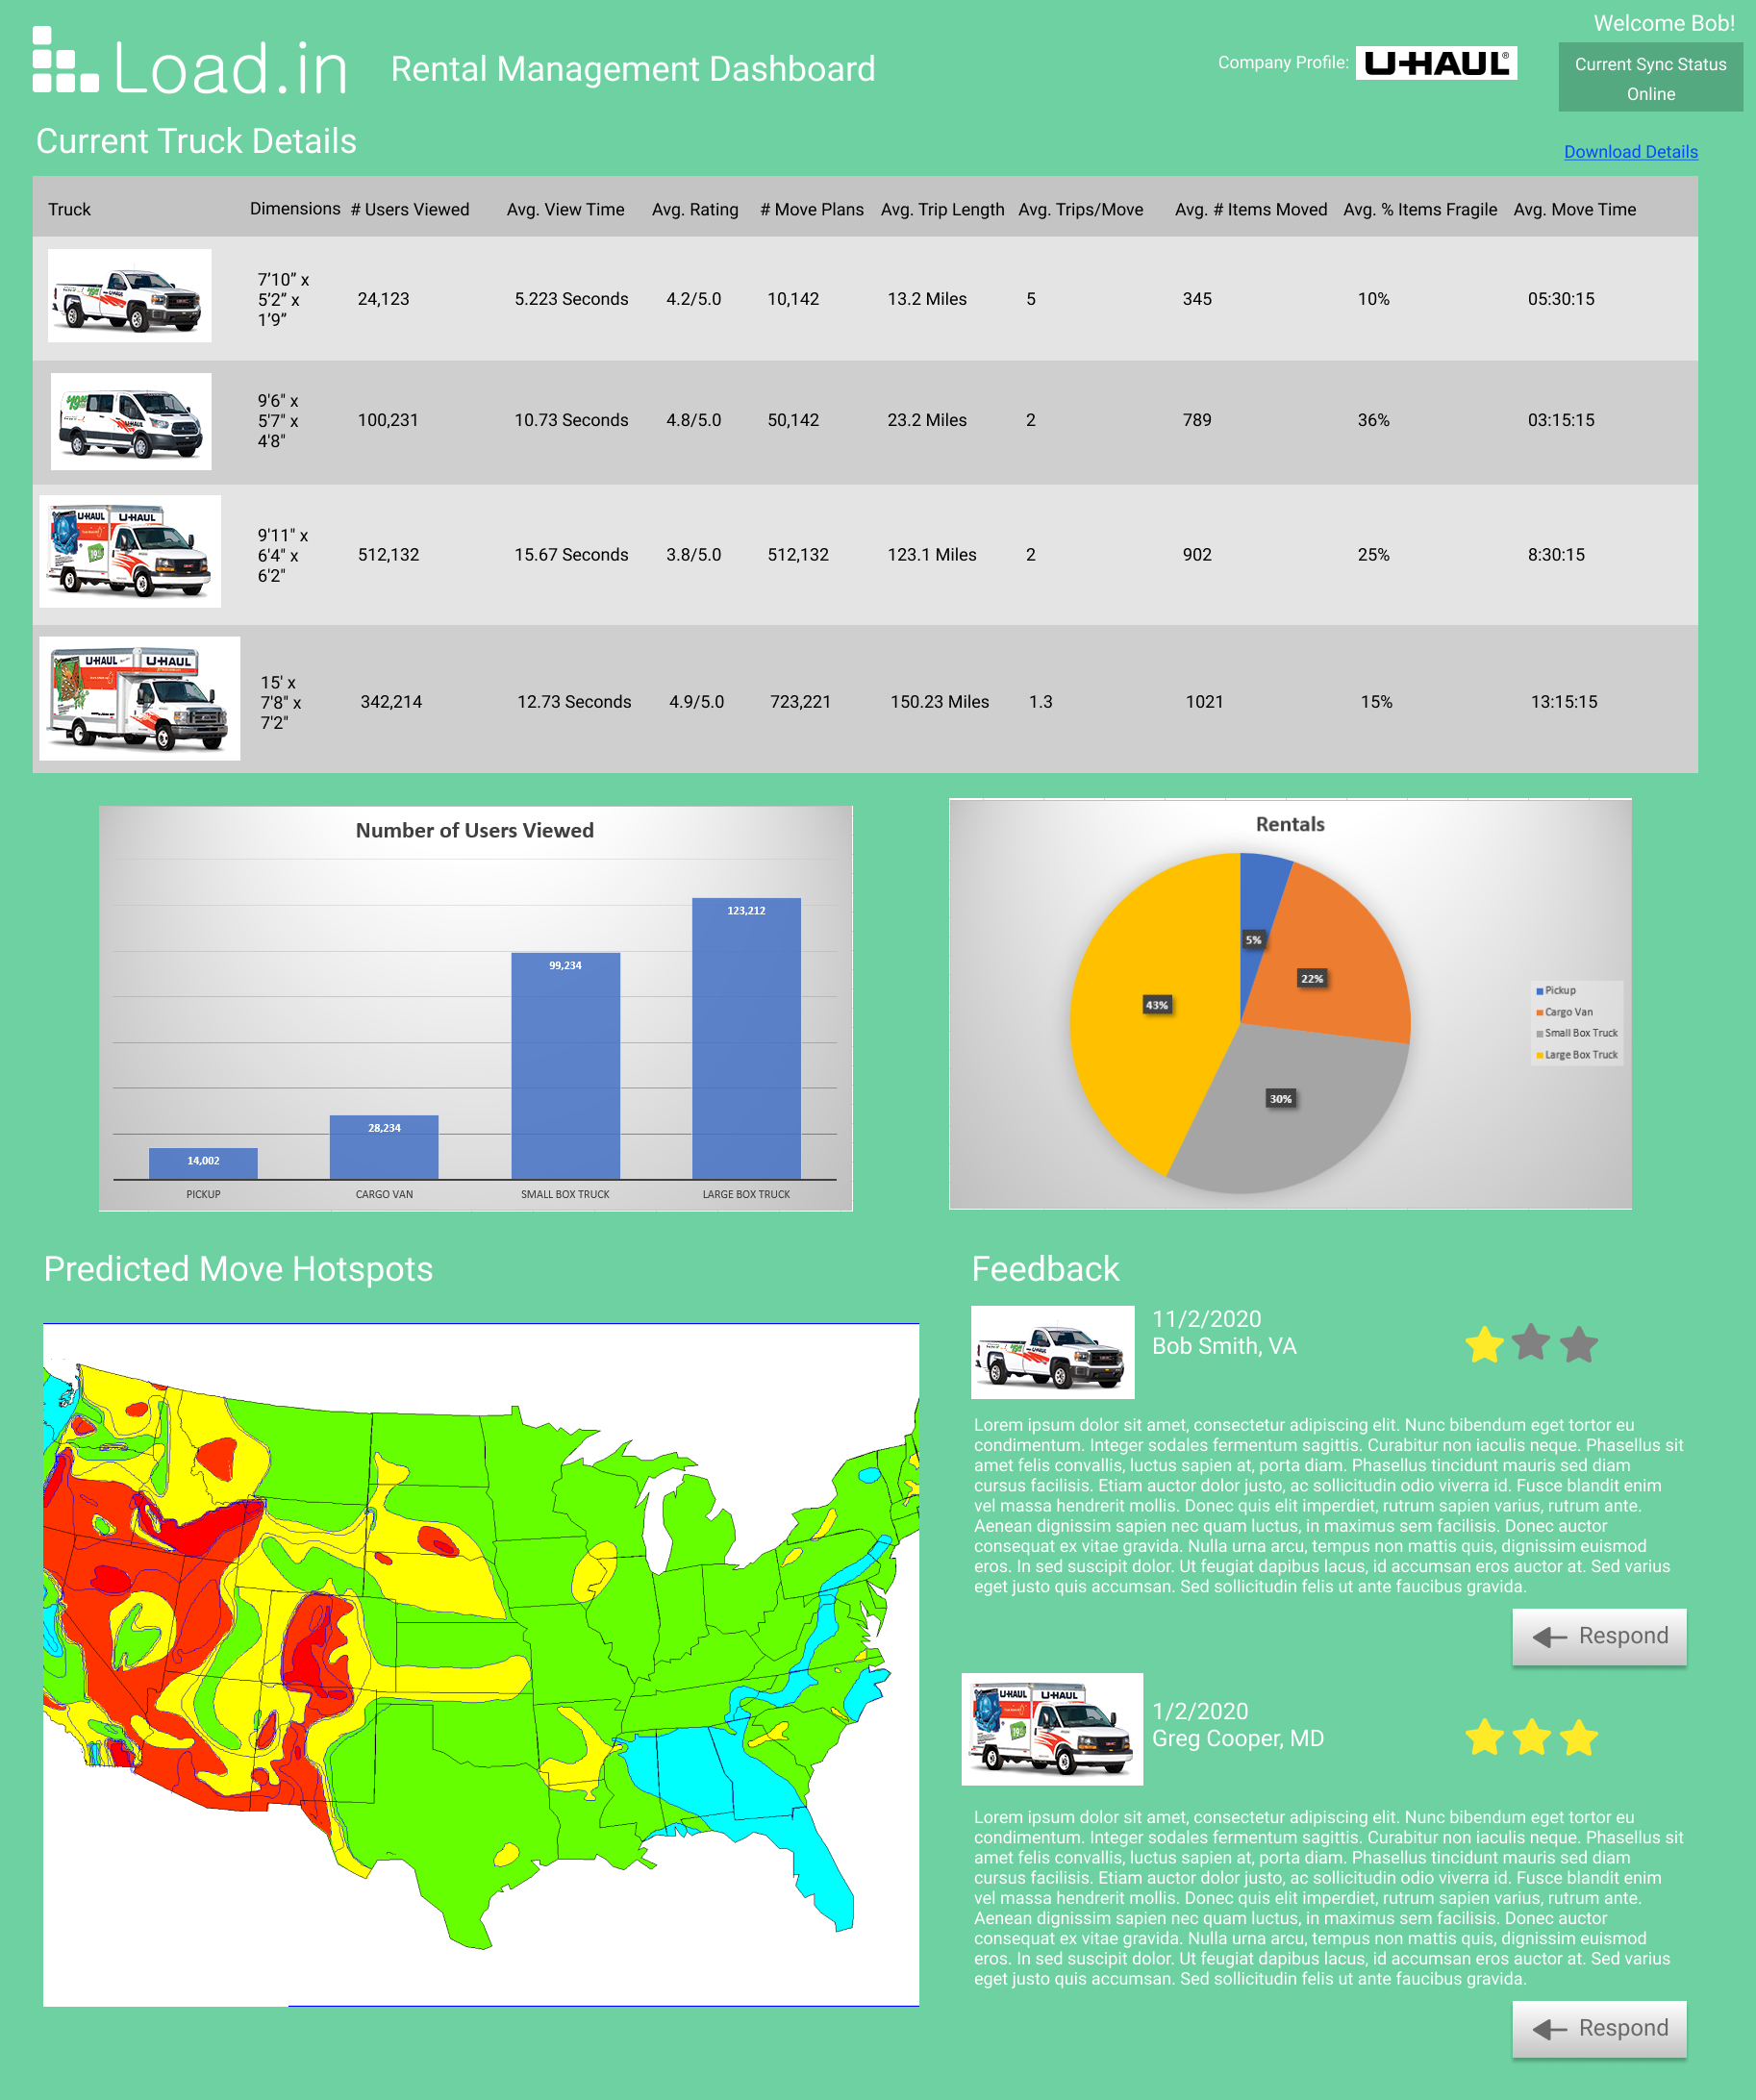 Load.in
Rental Management Dashboard
Company Profile:
U-HAUL®
Welcome Bob!
Current Sync Status
Online
Current Truck Details
Download Details
Truck Dimensions # Users Viewed Avg. View Time Avg. Rating # Move Plans Avg. Trip Length Avg. Trips/Move Avg. # Items Moved Avg. % Items Fragile Avg. Move Time
7’10” x
5’2” x
1’9”
24,123 5.223 Seconds 4.2/5.0 10,142 13.2 Miles 5 345 10% 05:30:15
$19
U-HAUL
9'6" x
5'7" x
4'8"
100,231 10.73 Seconds 4.8/5.0 50,142 23.2 Miles 2 789 36% 03:15:15
U-HAUL U-HAUL
19
9'11" x
6'4" x
6'2"
512,132 15.67 Seconds 3.8/5.0 512,132 123.1 Miles 2 902 25% 8:30:15
U-HAUL U-HAUL
15' x
7'8" x
7'2"
342,214 12.73 Seconds 4.9/5.0 723,221 150.23 Miles 1.3 1021 15% 13:15:15
Number of Users Viewed
14,002
28,234
99,234
123,212
PICKUP CARGO VAN SMALL BOX TRUCK LARGE BOX TRUCK
Rentals
5%
22%
43%
30%
Pickup
Cargo Van
Small Box Truck
Large Box Truck
Predicted Move Hotspots
Feedback
11/2/2020
Bob Smith, VA
Lorem ipsum dolor sit amet, consectetur adipiscing elit. Nunc bibendum eget tortor eu
condimentum. Integer sodales fermentum sagittis. Curabitur non iaculis neque. Phasellus sit
amet felis convallis, luctus sapien at, porta diam. Phasellus tincidunt mauris sed diam
cursus facilisis. Etiam auctor dolor justo, ac sollicitudin odio viverra id. Fusce blandit enim
vel massa hendrerit mollis. Donec quis elit imperdiet, rutrum sapien varius, rutrum ante.
Aenean dignissim sapien nec quam luctus, in maximus sem facilisis. Donec auctor
consequat ex vitae gravida. Nulla urna arcu, tempus non mattis quis, dignissim euismod
eros. In sed suscipit dolor. Ut feugiat dapibus lacus, id accumsan eros auctor at. Sed varius
eget justo quis accumsan. Sed sollicitudin felis ut ante faucibus gravida.
Respond
U-HAUL U-HAUL
19
1/2/2020
Greg Cooper, MD
Lorem ipsum dolor sit amet, consectetur adipiscing elit. Nunc bibendum eget tortor eu
condimentum. Integer sodales fermentum sagittis. Curabitur non iaculis neque. Phasellus sit
amet felis convallis, luctus sapien at, porta diam. Phasellus tincidunt mauris sed diam
cursus facilisis. Etiam auctor dolor justo, ac sollicitudin odio viverra id. Fusce blandit enim
vel massa hendrerit mollis. Donec quis elit imperdiet, rutrum sapien varius, rutrum ante.
Aenean dignissim sapien nec quam luctus, in maximus sem facilisis. Donec auctor
consequat ex vitae gravida. Nulla urna arcu, tempus non mattis quis, dignissim euismod
eros. In sed suscipit dolor. Ut feugiat dapibus lacus, id accumsan eros auctor at. Sed varius
eget justo quis accumsan. Sed sollicitudin felis ut ante faucibus gravida.
Respond